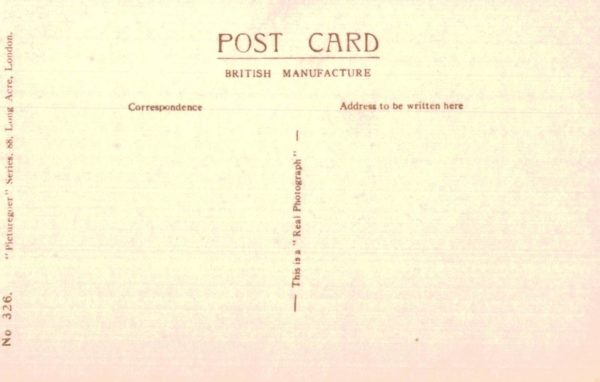 POST CARD
BRITISH MANUFACTURE
Correspondence
Address to be written here
— This is a "Real Photograph" —
No 326. "Picturegoer" Series, 88, Long Acre, London.